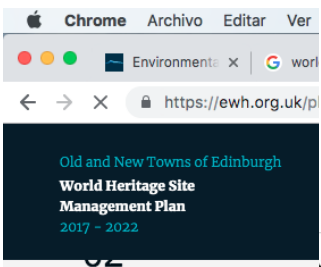 Chrome Archivo Editar Ver
Environmenta worl
https://ewh.org.uk/pl
Old and New Towns of Edinburgh
World Heritage Site
Management Plan
2017 - 2022